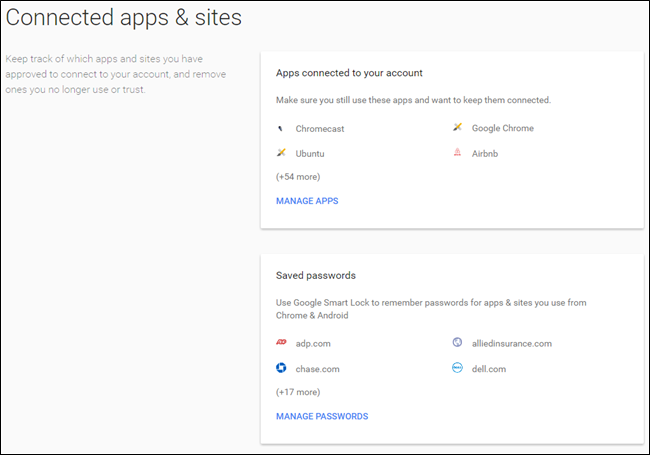 Connected apps & sites
Keep track of which apps and sites you have
approved to connect to your account, and remove
ones you no longer use or trust.
Apps connected to your account
Make sure you still use these apps and want to keep them connected.
Chromecast
Google Chrome
Ubuntu
Airbnb
(+54 more)
MANAGE APPS
Saved passwords
Use Google Smart Lock to remember passwords for apps & sites you use from
Chrome & Android
adp.com
alliedinsurance.com
chase.com
dell.com
(+17 more)
MANAGE PASSWORDS